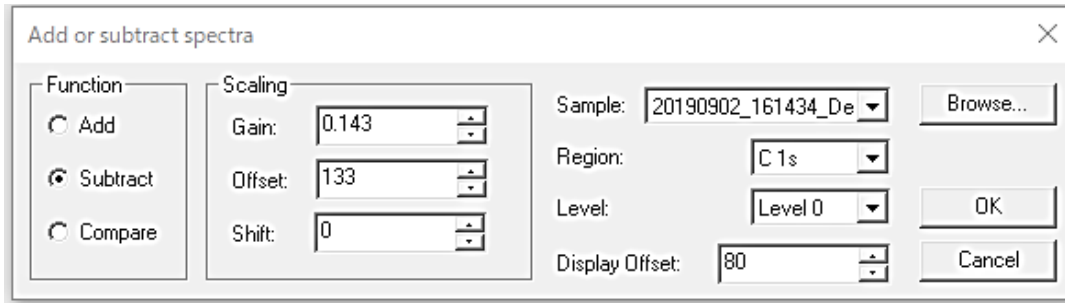 Add or subtract spectra
Function
Add
Subtract
Compare
Scaling
Gain: 0.143
Offset: 133
Shift: 0
Sample: 20190902_161434_De
Region: C 1s
Level: Level 0
Display Offset: 80
Browse...
OK
Cancel